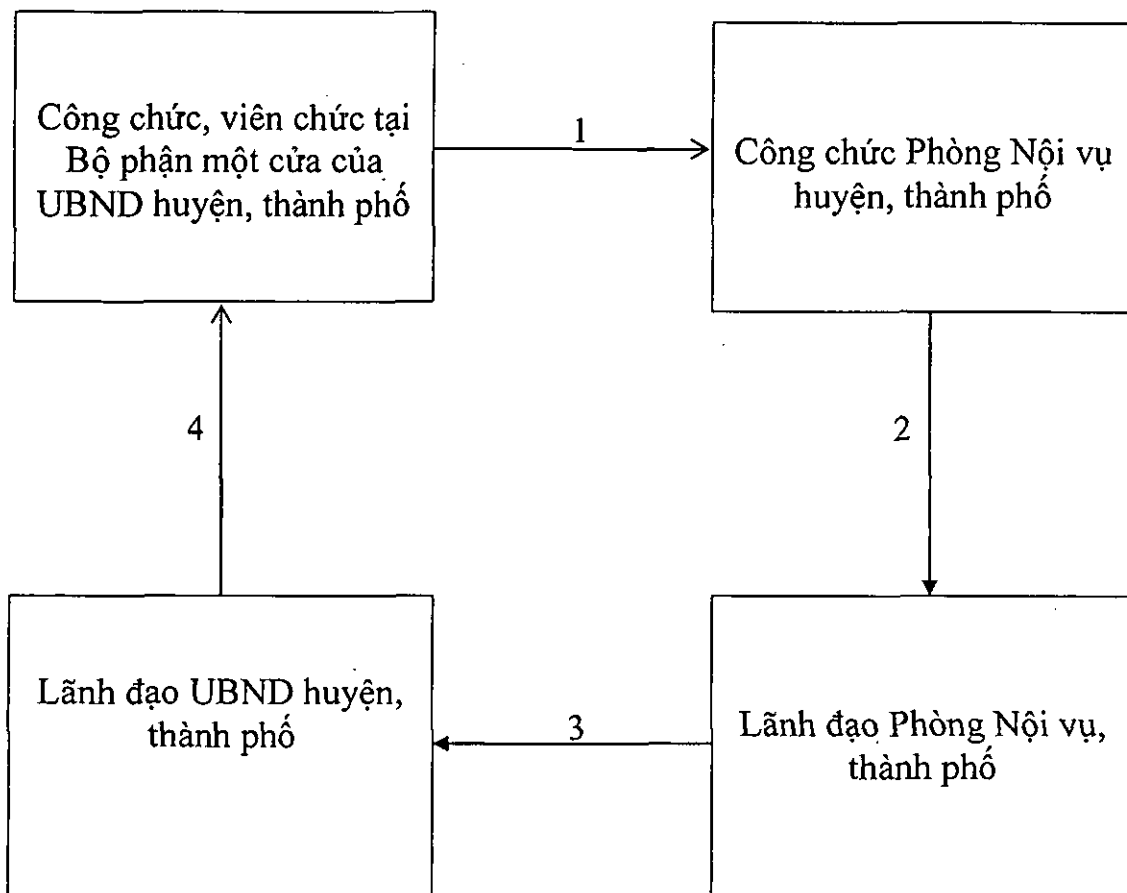 Công chức, viên chức tại
Bộ phận một cửa của
UBND huyện, thành phố
1
Công chức Phòng Nội vụ
huyện, thành phố
4
2
Lãnh đạo UBND huyện,
thành phố
3
Lãnh đạo Phòng Nội vụ,
thành phố